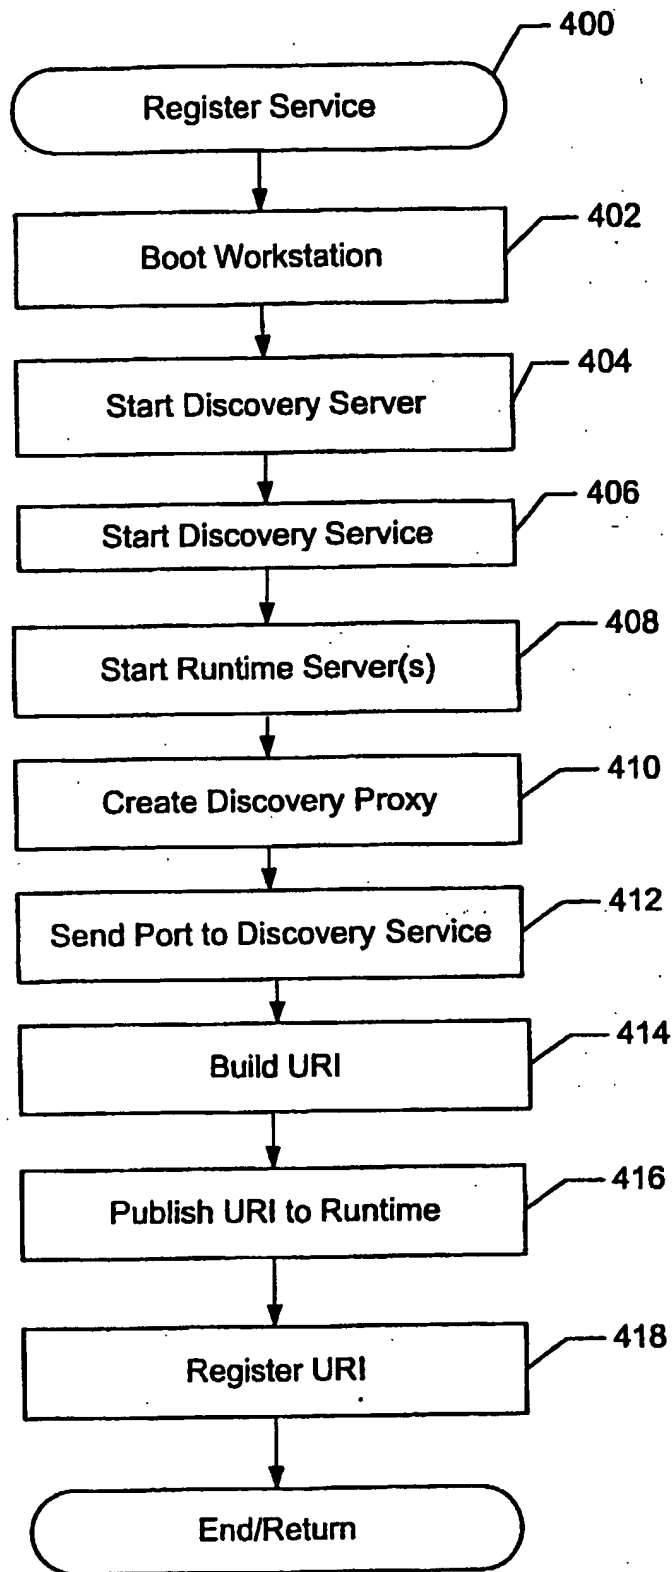 400
Register Service
402
Boot Workstation
404
Start Discovery Server
406
Start Discovery Service
408
Start Runtime Server(s)
410
Create Discovery Proxy
412
Send Port to Discovery Service
414
Build URI
416
Publish URI to Runtime
418
Register URI
End/Return